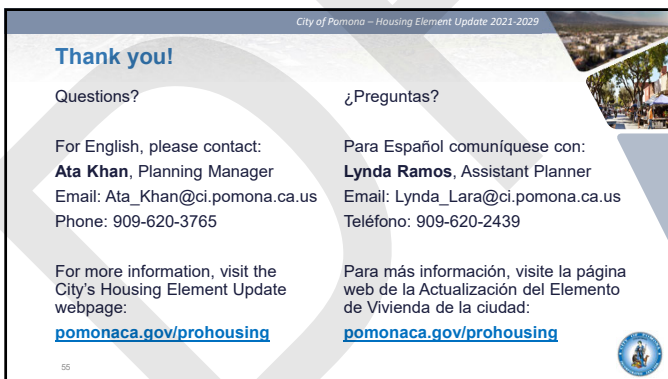 City of Pomona – Housing Element Update 2021-2029
Thank you!
Questions?
For English, please contact:
Ata Khan, Planning Manager
Email: Ata_Khan@ci.pomona.ca.us
Phone: 909-620-3765
For more information, visit the
City's Housing Element Update
webpage:
pomonaca.gov/prohousing
¿Preguntas?
Para Español comuníquese con:
Lynda Ramos, Assistant Planner
Email: Lynda_Lara@ci.pomona.ca.us
Teléfono: 909-620-2439
Para más información, visite la página
web de la Actualización del Elemento
de Vivienda de la ciudad:
pomonaca.gov/prohousing
55
CITY OF POMONA